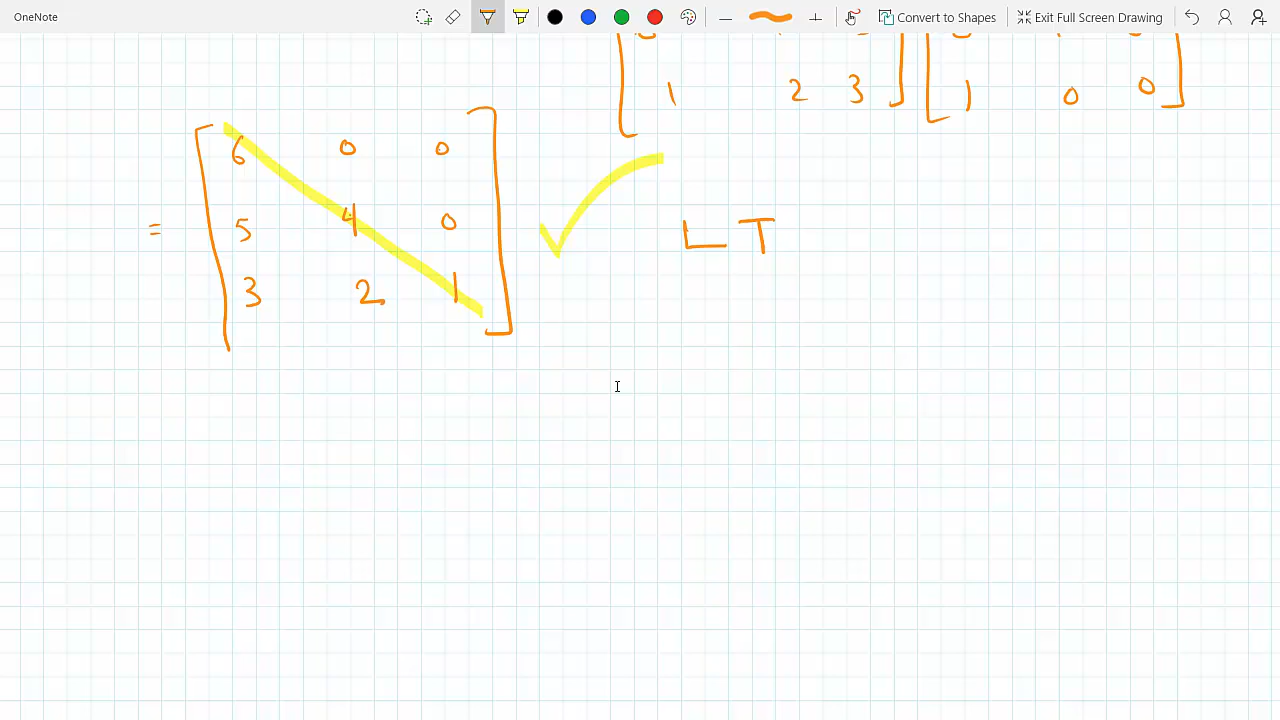 OneNote Convert to Shapes Exit Full Screen Drawing
1 2 3 1 0 0
6 0 0
= 5 4 0 LT
3 2 1